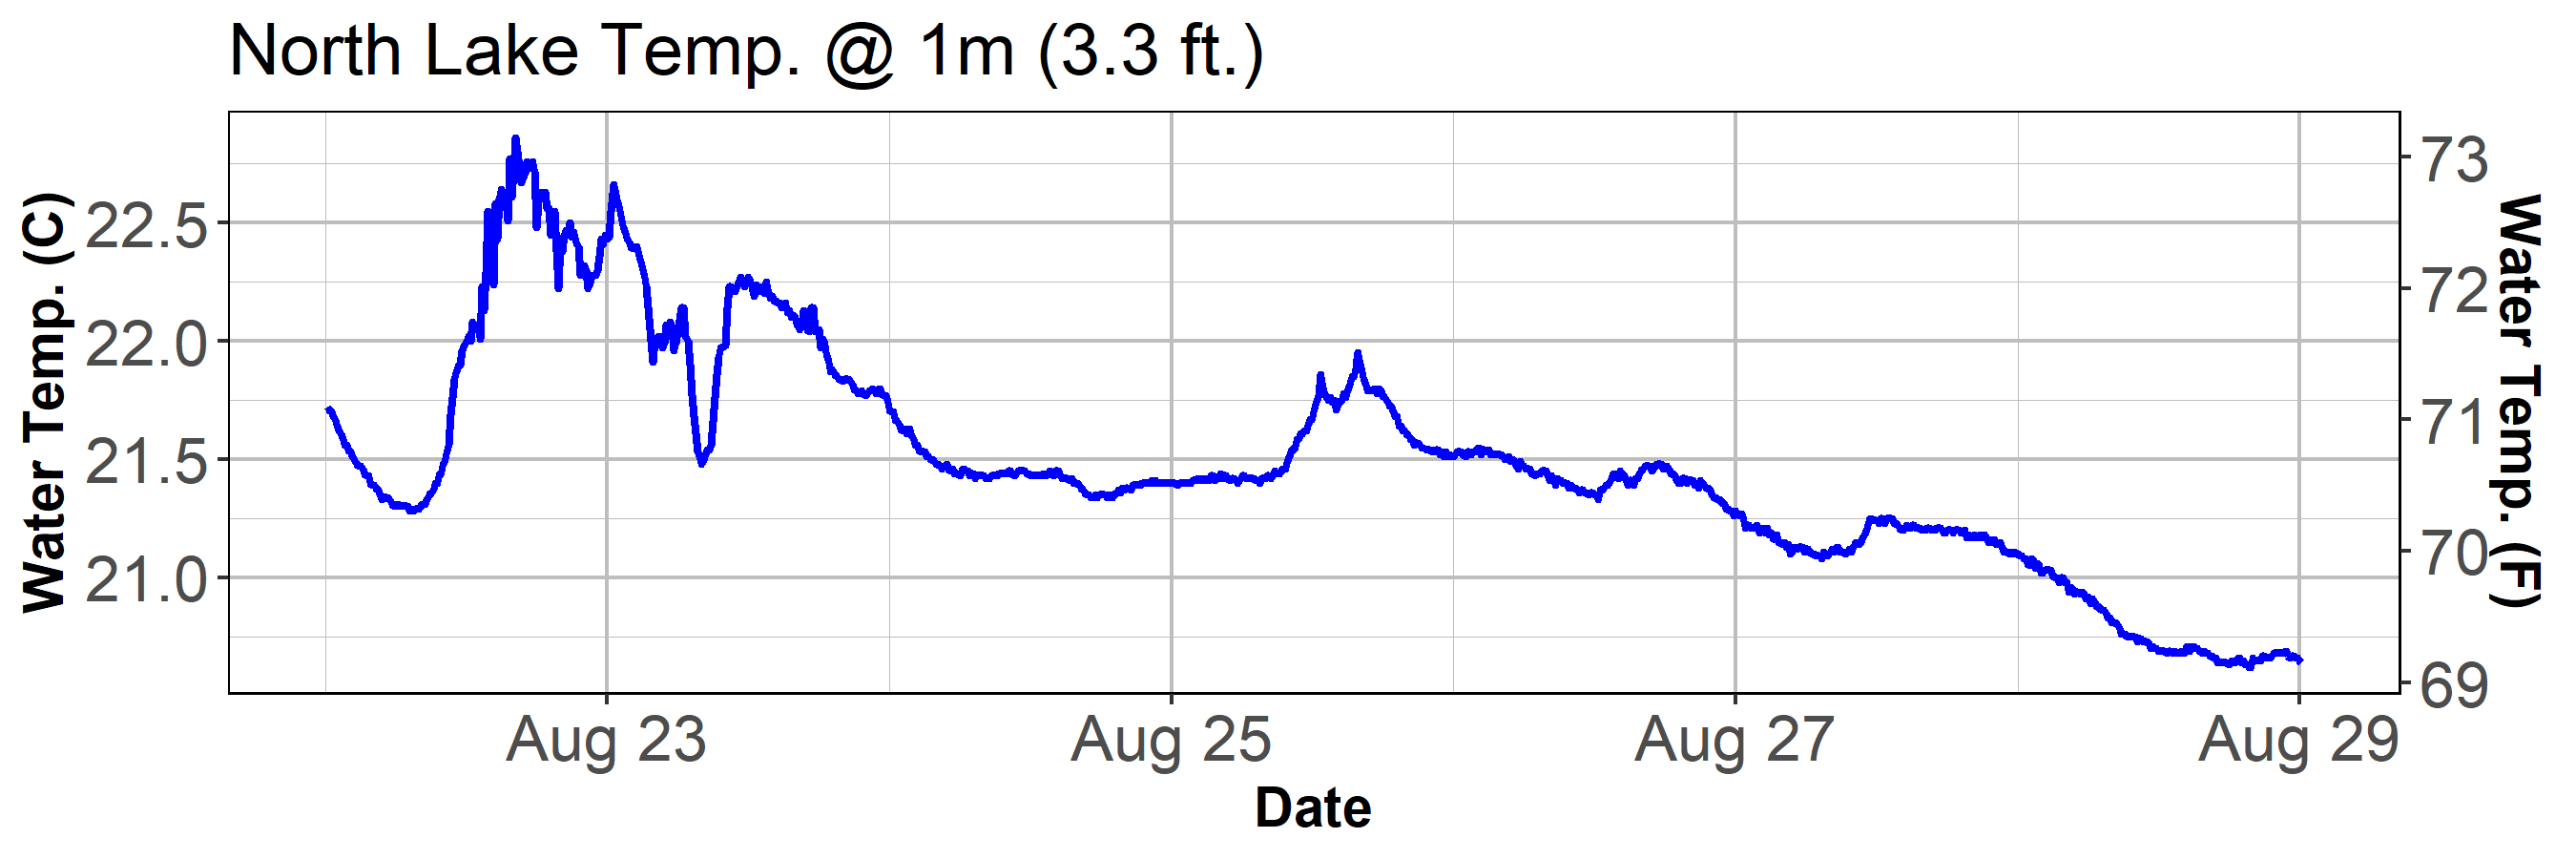 North Lake Temp. @ 1m (3.3 ft.)
Water Temp. (C)
22.5
22.0
21.5
21.0
73
72
71
70
69
Water Temp. (F)
Aug 23
Aug 25
Aug 27
Aug 29
Date